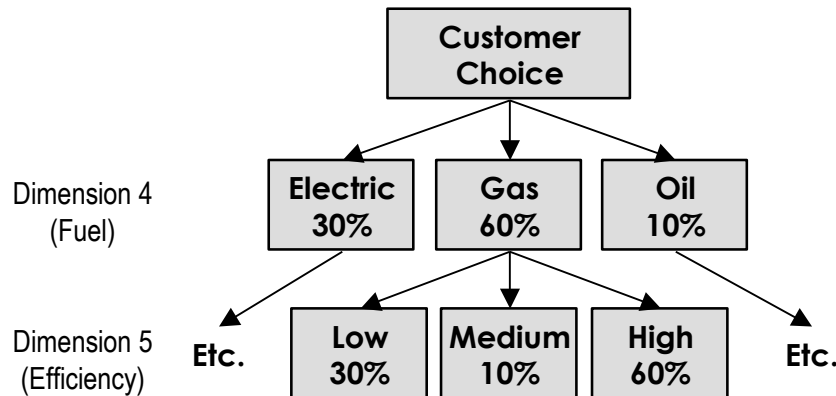 Customer
Choice
Dimension 4
(Fuel)
Electric
30%
Gas
60%
Oil
10%
Dimension 5
(Efficiency)
Etc.
Low
30%
Medium
10%
High
60%
Etc.